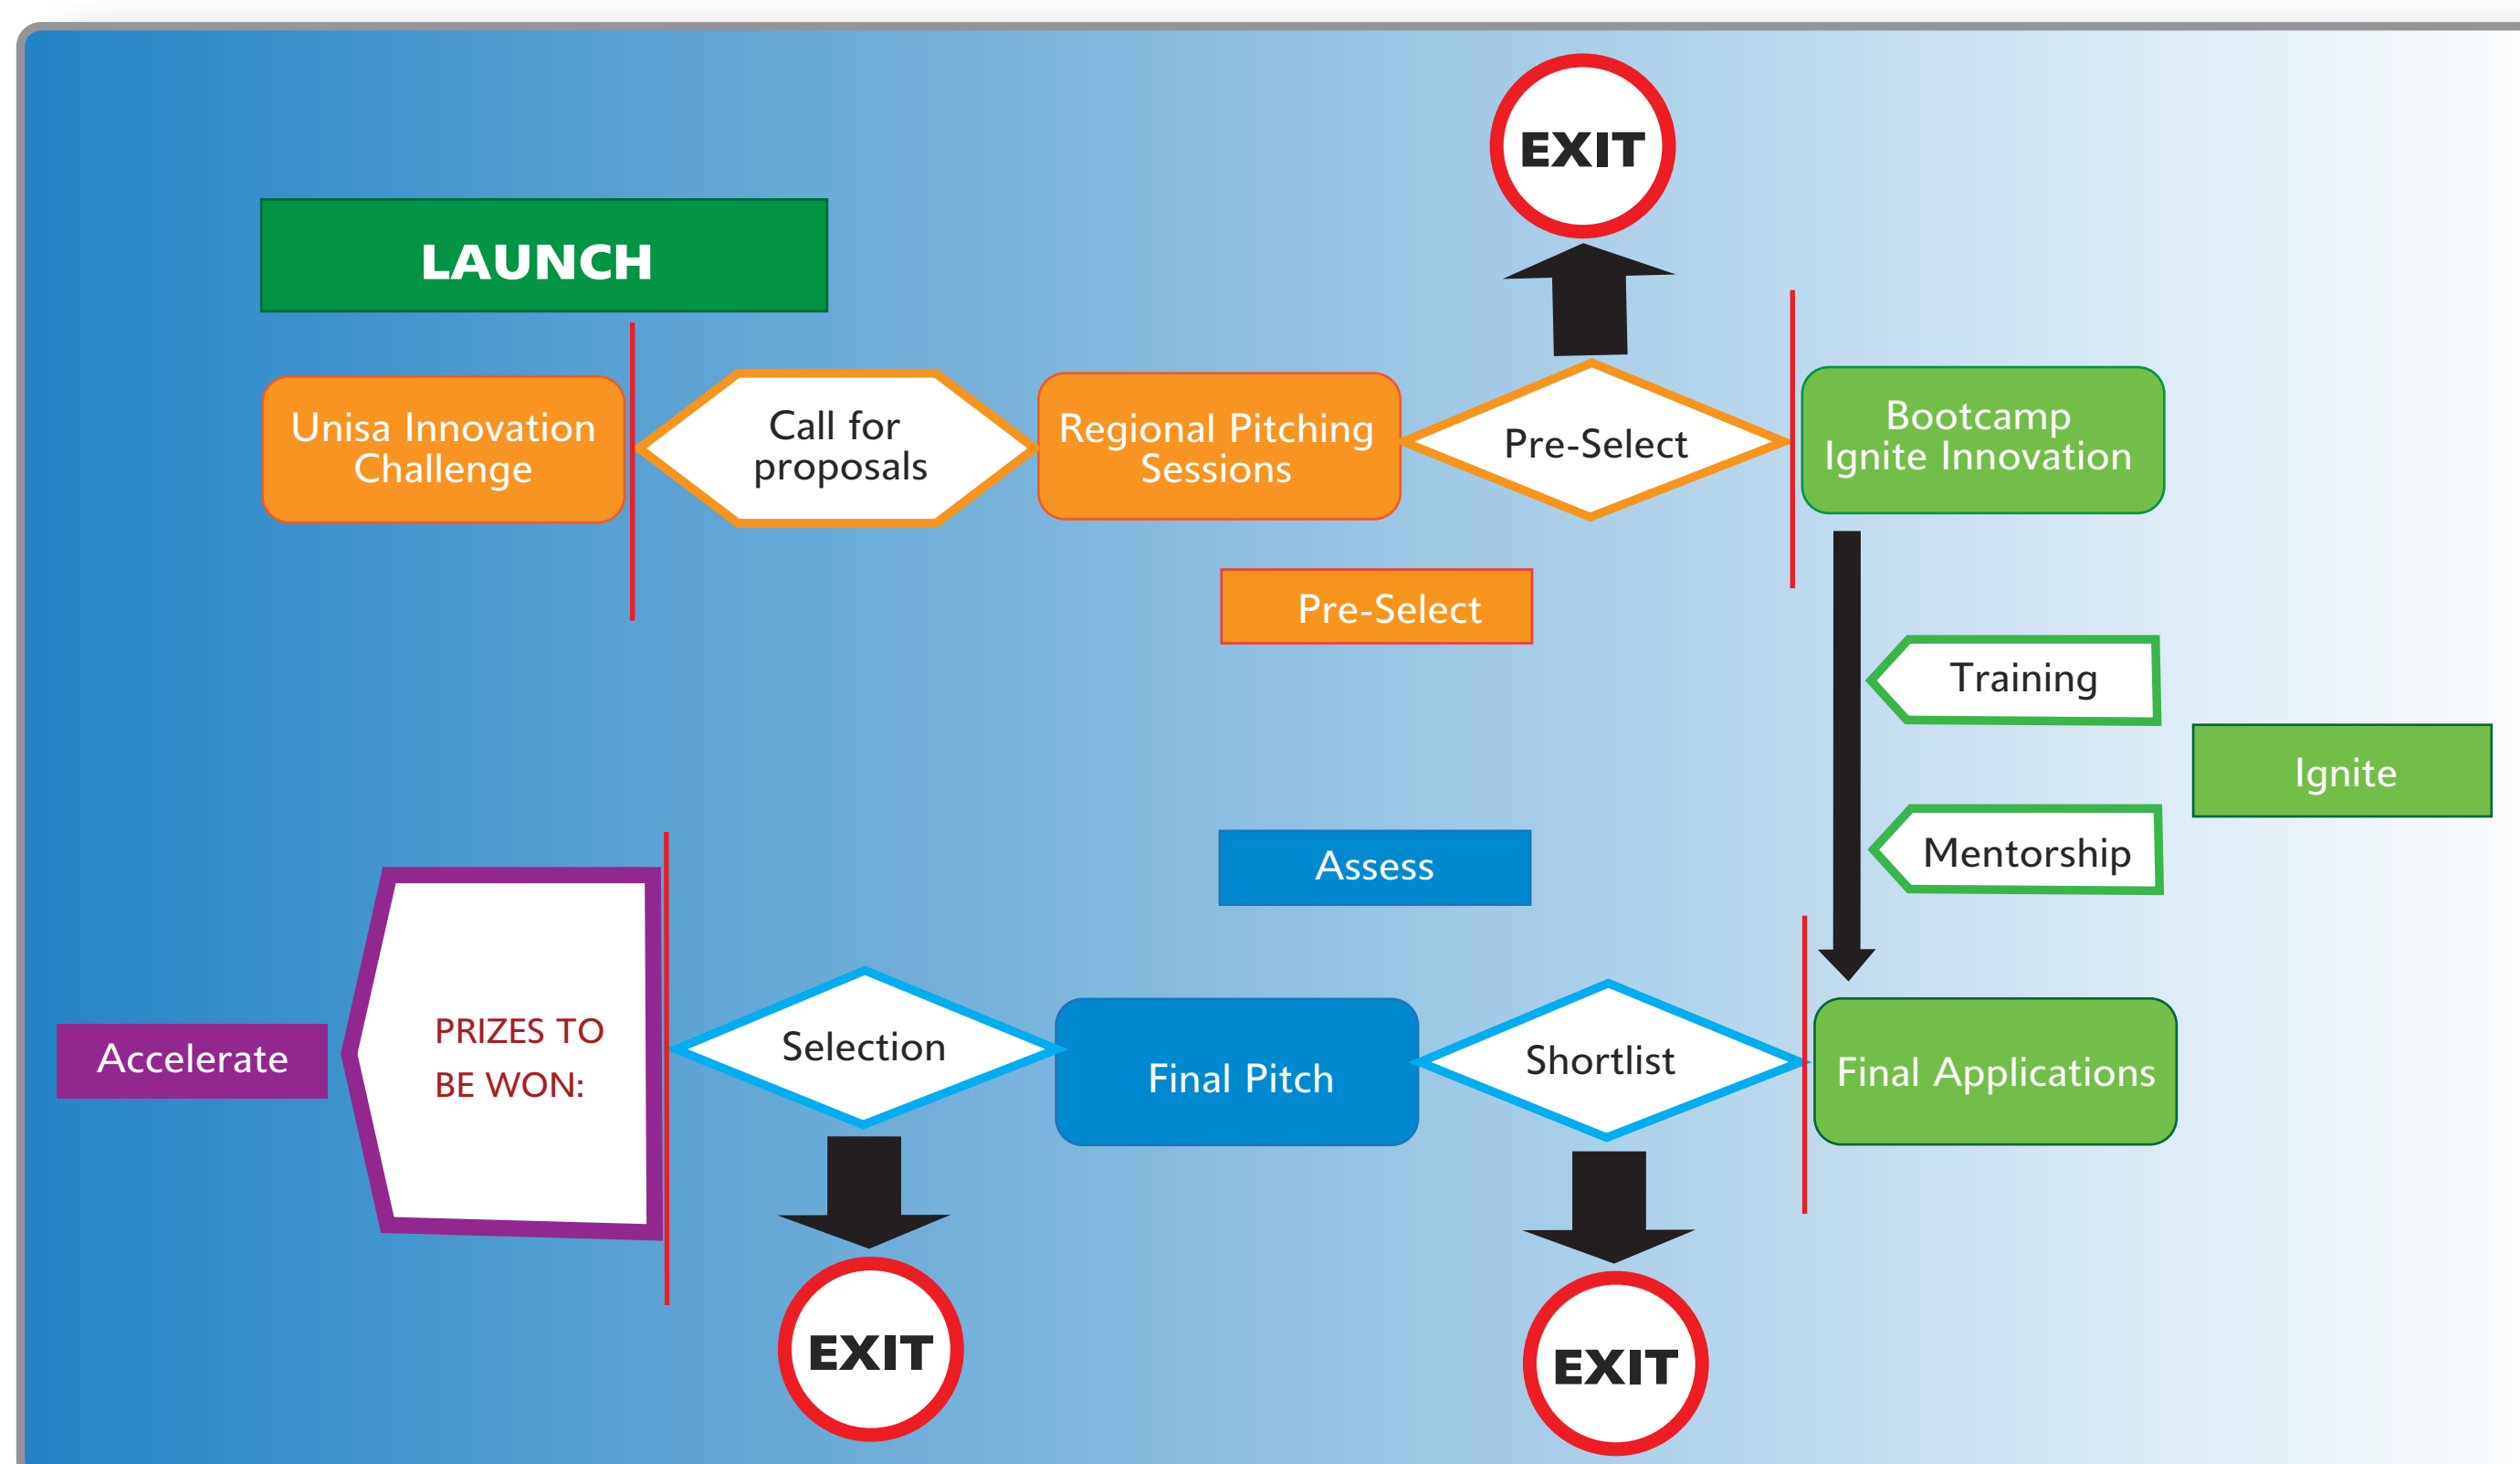 EXIT
LAUNCH
Unisa Innovation
Challenge
Call for
proposals
Regional Pitching
Sessions
Pre-Select
Bootcamp
Ignite Innovation
Pre-Select
Training
Ignite
Mentorship
Assess
Accelerate
PRIZES TO
BE WON:
Selection
Final Pitch
Shortlist
Final Applications
EXIT
EXIT